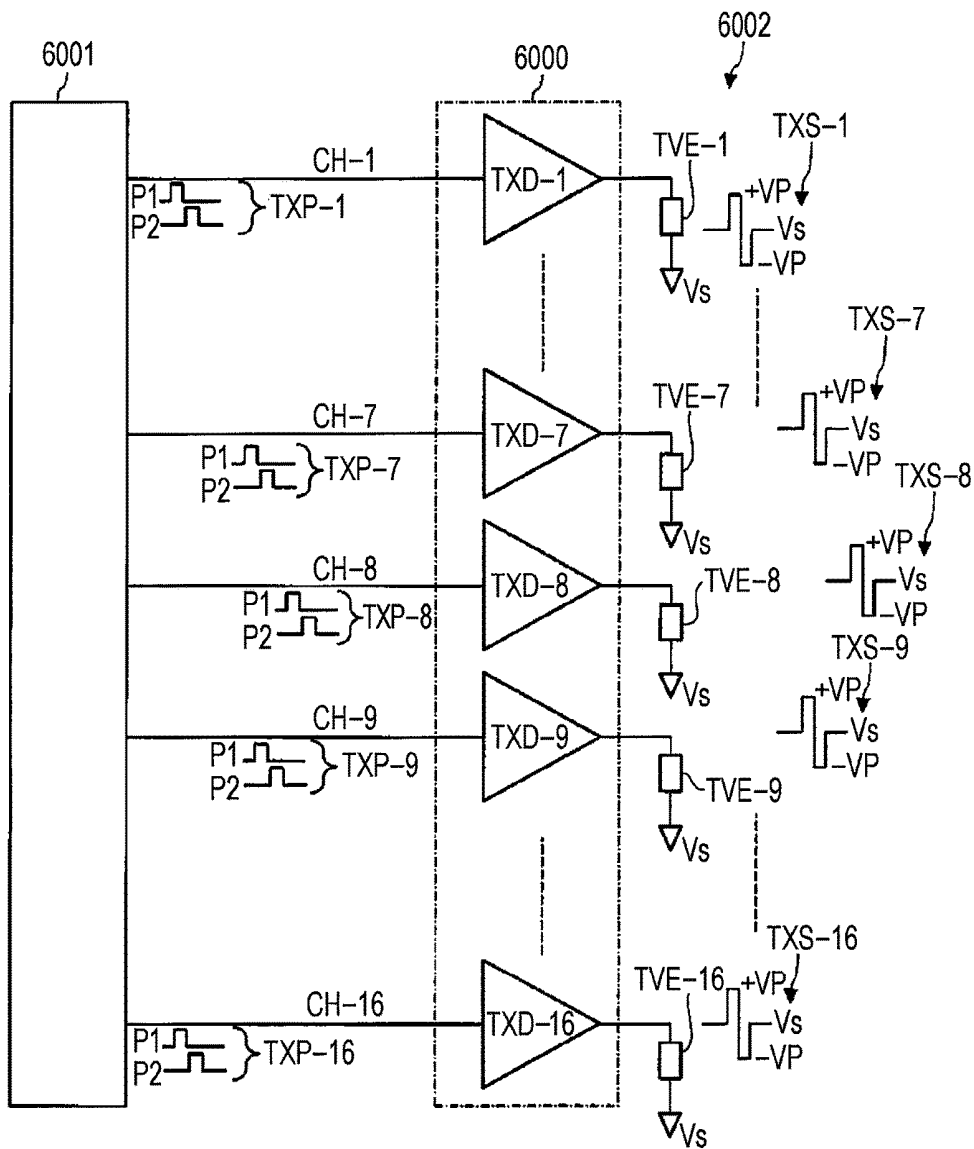 6001
6000
6002
CH-1
TXD-1
TVE-1
TXS-1
P1
P2
TXP-1
+VP
Vs
-VP
Vs
CH-7
TXD-7
TVE-7
TXS-7
P1
P2
TXP-7
+VP
Vs
-VP
Vs
CH-8
TXD-8
TVE-8
TXS-8
P1
P2
TXP-8
+VP
Vs
-VP
Vs
CH-9
TXD-9
TVE-9
TXS-9
P1
P2
TXP-9
+VP
Vs
-VP
Vs
CH-16
TXD-16
TVE-16
TXS-16
P1
P2
TXP-16
+VP
Vs
-VP
Vs